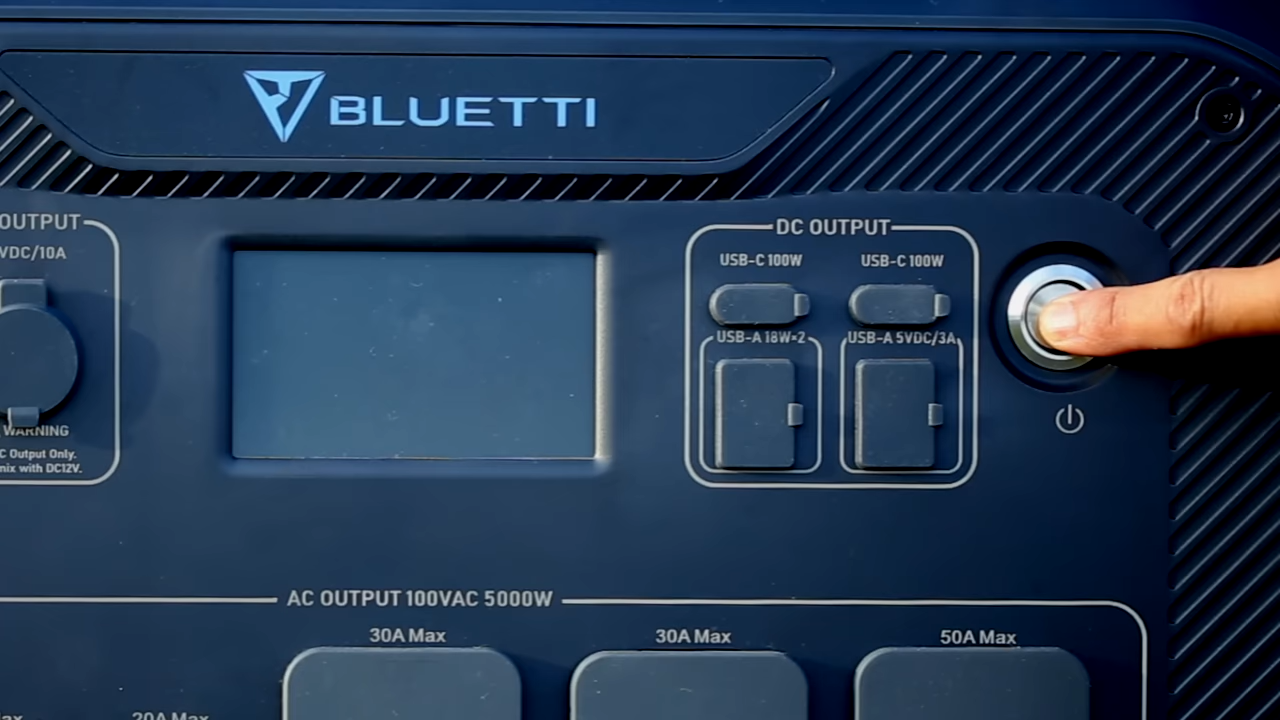 BLUETTI
OUTPUT
VDC/10A
WARNING
C Output Only.
mix with DC12V.
DC OUTPUT
USB-C 100W
USB-C 100W
USB-A 18W×2
USB-A 5VDC/3A
AC OUTPUT 100VAC 5000W
30A Max
30A Max
50A Max
20A Max